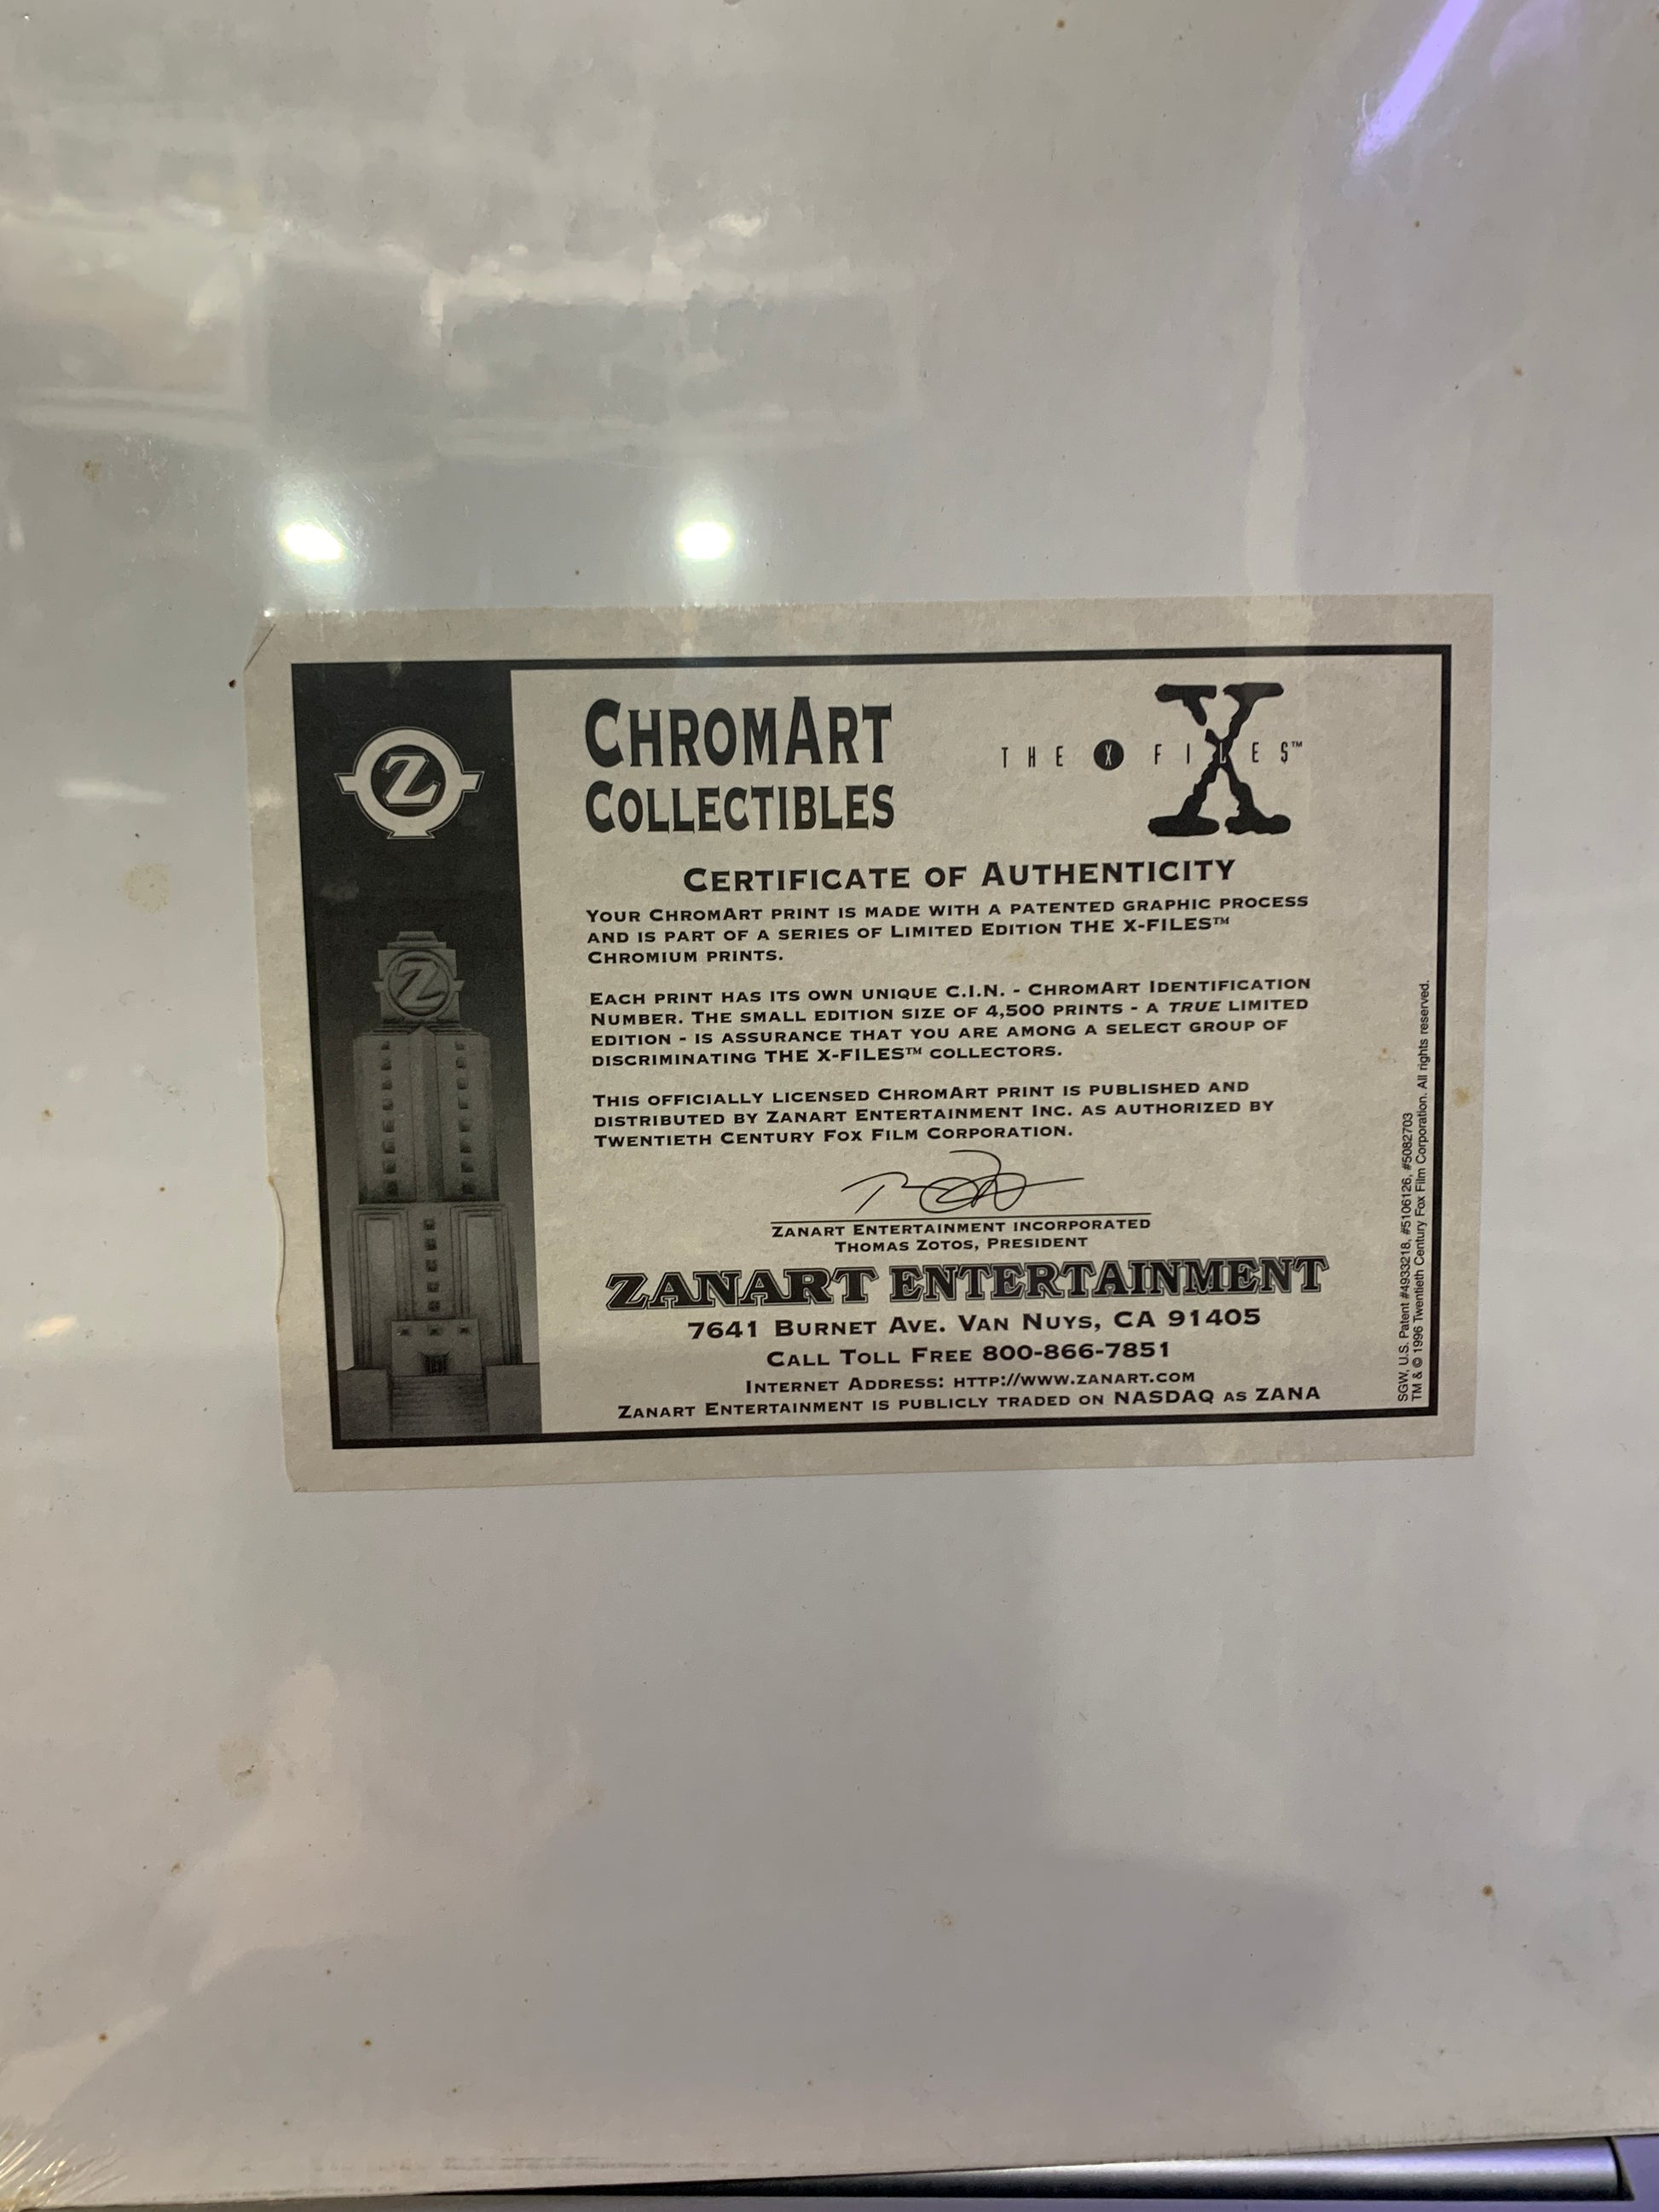 Z
CHROMART
COLLECTIBLES
THE X FILES™
X
CERTIFICATE OF AUTHENTICITY
YOUR CHROMART PRINT IS MADE WITH A PATENTED GRAPHIC PROCESS
AND IS PART OF A SERIES OF LIMITED EDITION THE X-FILES™
CHROMIUM PRINTS.
EACH PRINT HAS ITS OWN UNIQUE C.I.N. - CHROMART IDENTIFICATION
NUMBER. THE SMALL EDITION SIZE OF 4,500 PRINTS - A TRUE LIMITED
EDITION - IS ASSURANCE THAT YOU ARE AMONG A SELECT GROUP OF
DISCRIMINATING THE X-FILES™ COLLECTORS.
THIS OFFICIALLY LICENSED CHROMART PRINT IS PUBLISHED AND
DISTRIBUTED BY ZANART ENTERTAINMENT INC. AS AUTHORIZED BY
TWENTIETH CENTURY FOX FILM CORPORATION.
ZANART ENTERTAINMENT INCORPORATED
THOMAS ZOTOS, PRESIDENT
ZANART ENTERTAINMENT
7641 BURNET AVE. VAN NUYS, CA 91405
CALL TOLL FREE 800-866-7851
INTERNET ADDRESS: HTTP://WWW.ZANART.COM
ZANART ENTERTAINMENT IS PUBLICLY TRADED ON NASDAQ AS ZANA
Z
SGW, U.S. Patent #4933218, #5106126, #5082703
TM & © 1996 Twentieth Century Fox Film Corporation. All rights reserved.